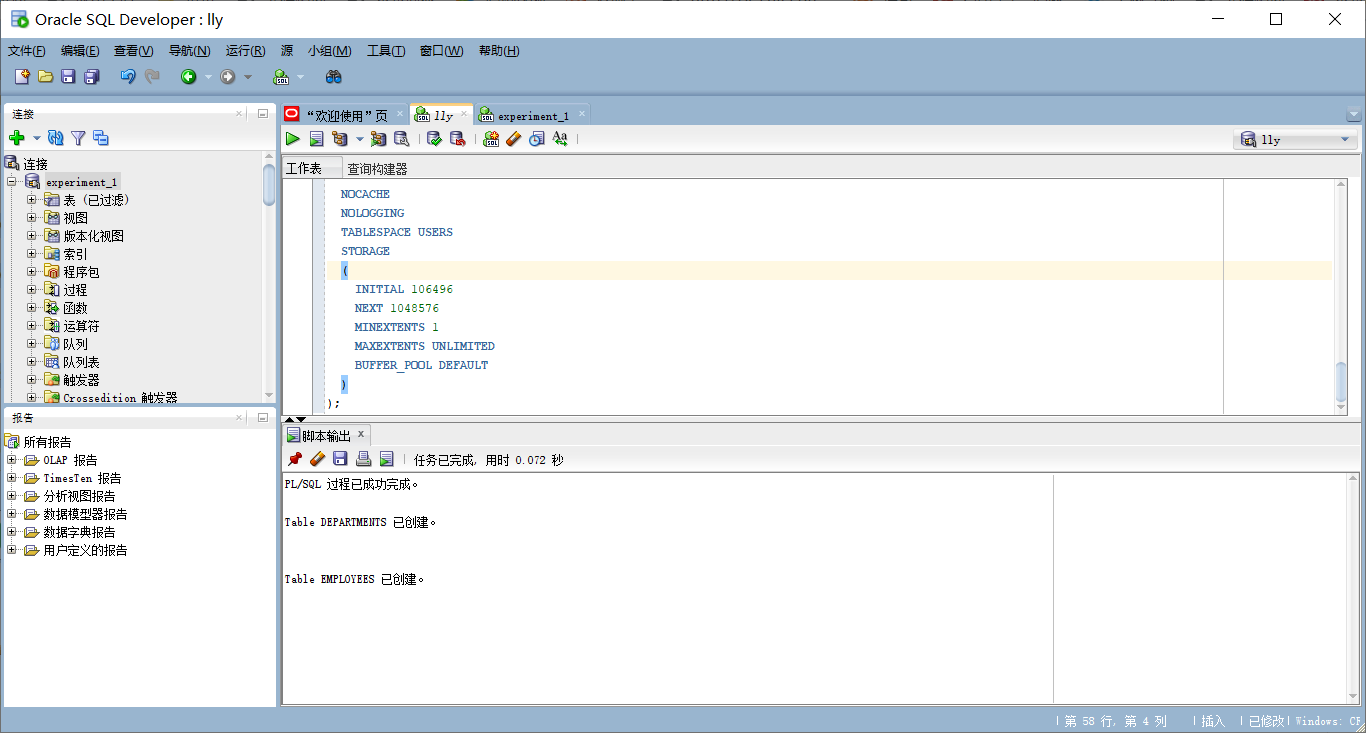 Oracle SQL Developer : lly
文件(F) 编辑(E) 查看(V) 导航(N) 运行(R) 源 小组(M) 工具(T) 窗口(W) 帮助(H)
连接
连接
experiment_1
表 (已过滤)
视图
版本化视图
索引
程序包
过程
函数
运算符
队列
队列表
触发器
Crossedition 触发器
报告
所有报告
OLAP 报告
TimesTen 报告
分析视图报告
数据模型器报告
数据字典报告
用户定义的报告
“欢迎使用”页 lly experiment_1
lly
工作表 查询构建器
NOCACHE
NOLOGGING
TABLESPACE USERS
STORAGE
(
INITIAL 106496
NEXT 1048576
MINEXTENTS 1
MAXEXTENTS UNLIMITED
BUFFER_POOL DEFAULT
)
);
脚本输出
任务已完成, 用时 0.072 秒
PL/SQL 过程已成功完成。
Table DEPARTMENTS 已创建。
Table EMPLOYEES 已创建。
第 58 行, 第 4 列 插入 已修改 Windows: